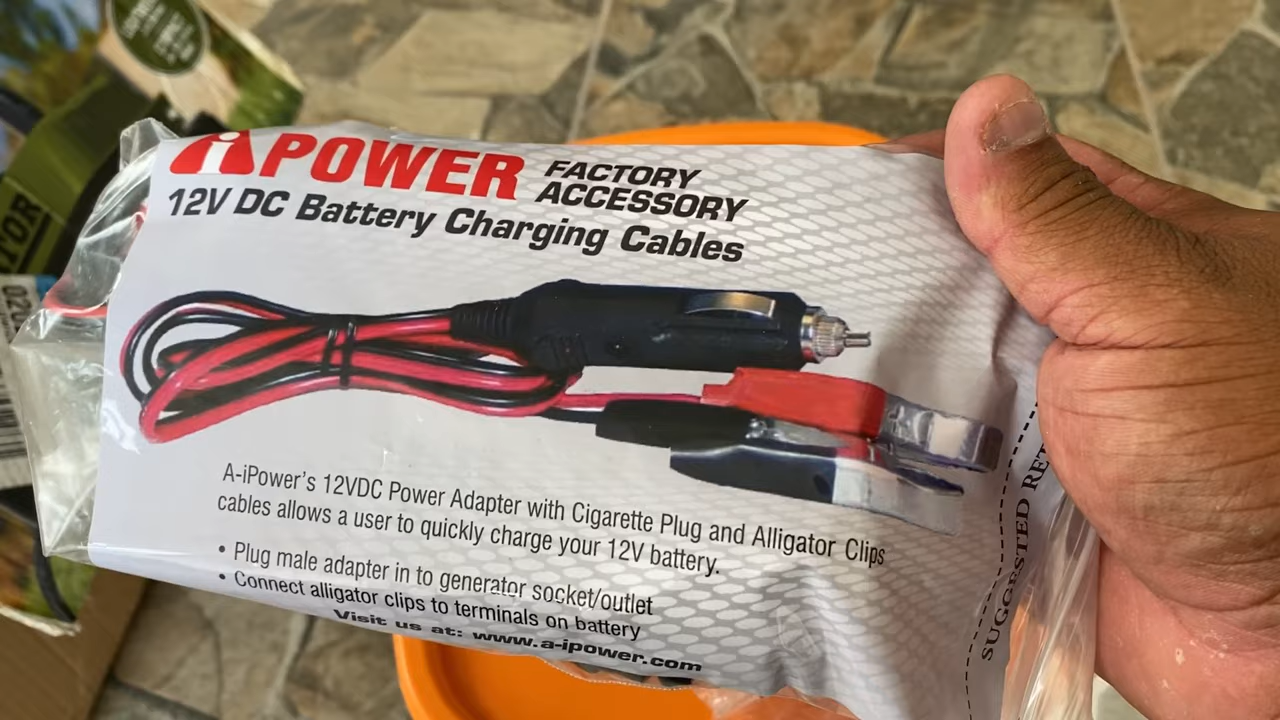 iPOWER
FACTORY
ACCESSORY
12V DC Battery Charging Cables
A-iPower's 12VDC Power Adapter with Cigarette Plug and Alligator Clips
cables allows a user to quickly charge your 12V battery.
• Plug male adapter in to generator socket/outlet
• Connect alligator clips to terminals on battery
Visit us at: www.a-ipower.com
SUGGESTED RET
TOR